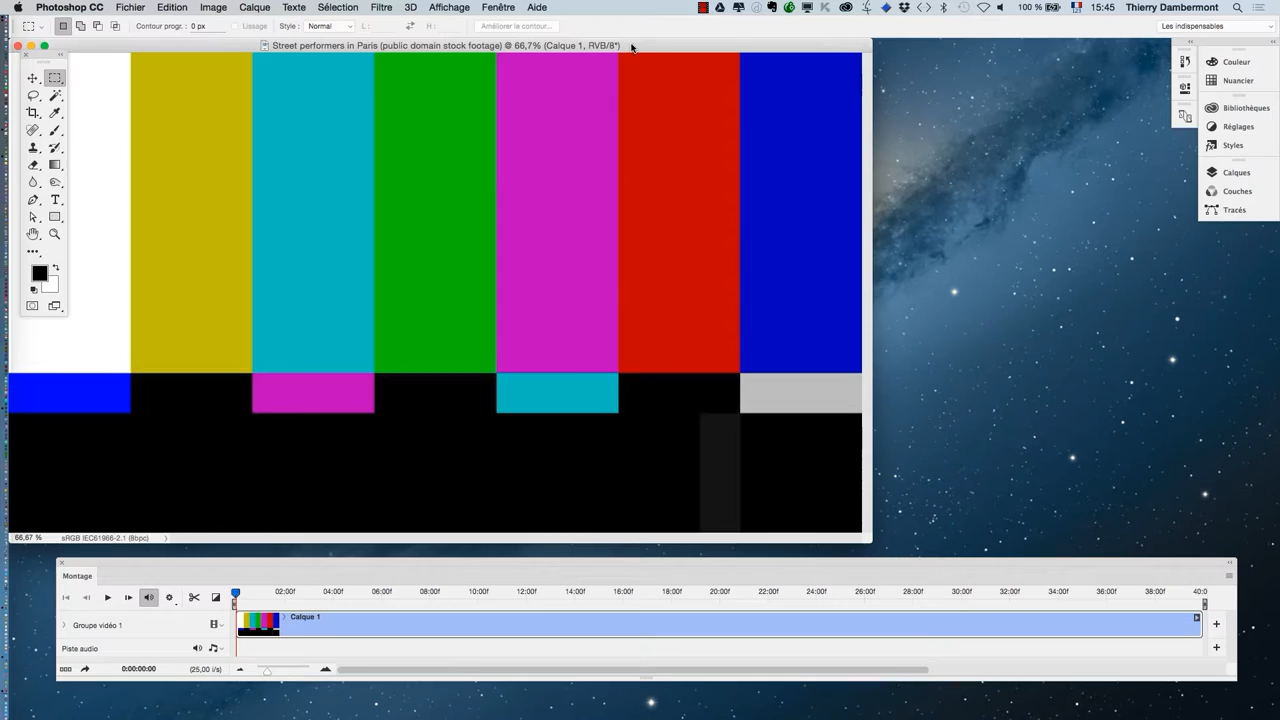 Photoshop CC Fichier Edition Image Calque Texte Sélection Filtre 3D Affichage Fenêtre Aide 100 % 15:45 Thierry Dambermont
Contour progr. : 0 px Lissage Style : Normal L : H : Améliorer le contour... Les indispensables
Street performers in Paris (public domain stock footage) @ 66,7% (Calque 1, RVB/8*)
Couleur
Nuancier
Bibliothèques
Réglages
Styles
Calques
Couches
Tracés
66,67 % sRGB IEC61966-2.1 (8bpc)
Montage
02:00f 04:00f 06:00f 08:00f 10:00f 12:00f 14:00f 16:00f 18:00f 20:00f 22:00f 24:00f 26:00f 28:00f 30:00f 32:00f 34:00f 36:00f 38:00f 40:0
Calque 1
Groupe vidéo 1
Piste audio
0:00:00:00 (25,00 i/s)